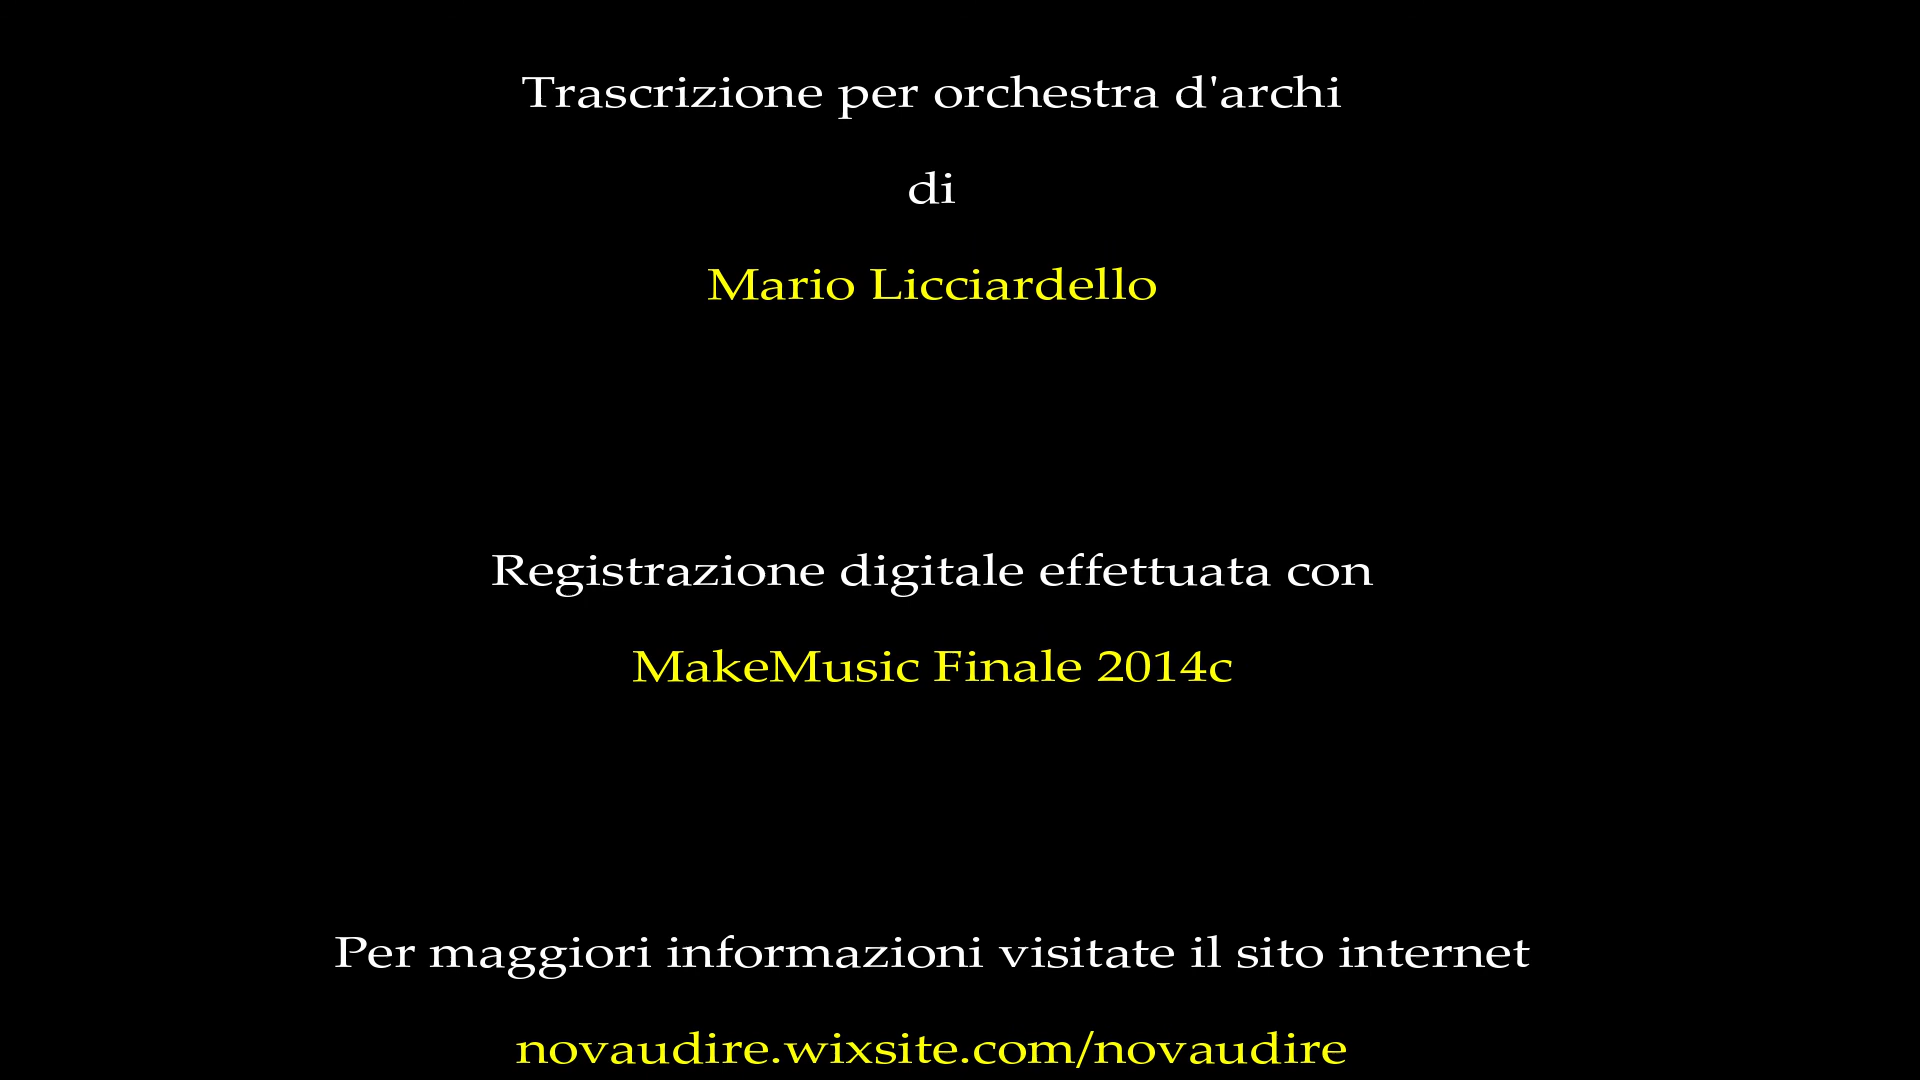 Trascrizione per orchestra d'archi
di
Mario Licciardello
Registrazione digitale effettuata con
MakeMusic Finale 2014c
Per maggiori informazioni visitate il sito internet
novaudire.wixsite.com/novaudire